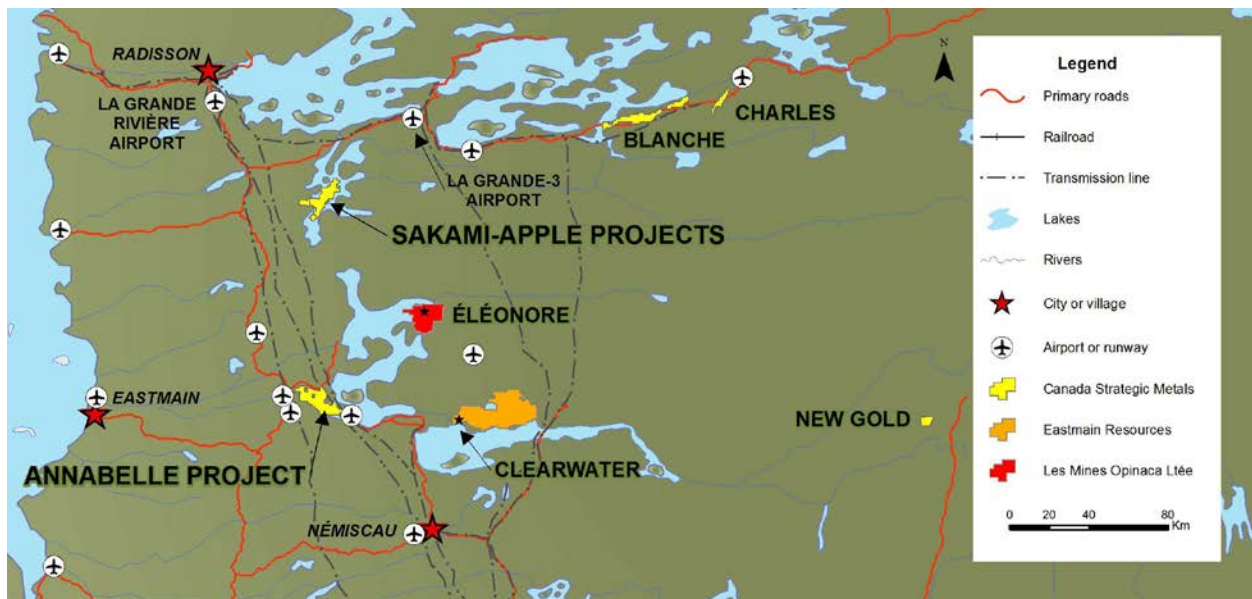 RADISSON
LA GRANDE
RIVIÈRE
AIRPORT
CHARLES
BLANCHE
LA GRANDE-3
AIRPORT
SAKAMI-APPLE PROJECTS
ÉLÉONORE
EASTMAIN
NEW GOLD
ANNABELLE PROJECT
CLEARWATER
NÉMISCAU
N
Legend
Primary roads
Railroad
Transmission line
Lakes
Rivers
City or village
Airport or runway
Canada Strategic Metals
Eastmain Resources
Les Mines Opinaca Ltée
0 20 40 80
Km